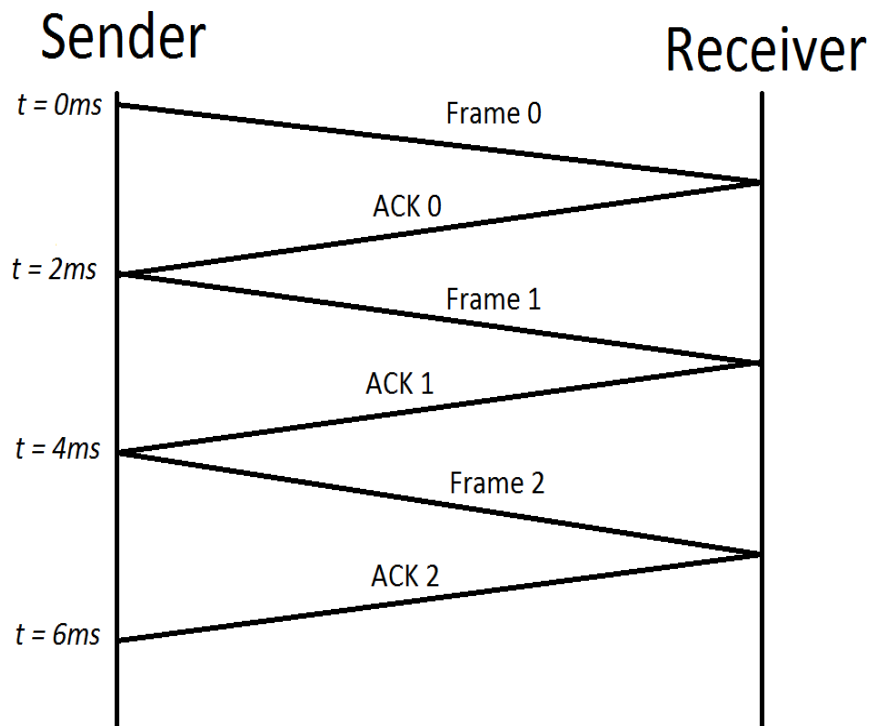 Sender
Receiver
t = 0ms
Frame 0
ACK 0
t = 2ms
Frame 1
ACK 1
t = 4ms
Frame 2
ACK 2
t = 6ms